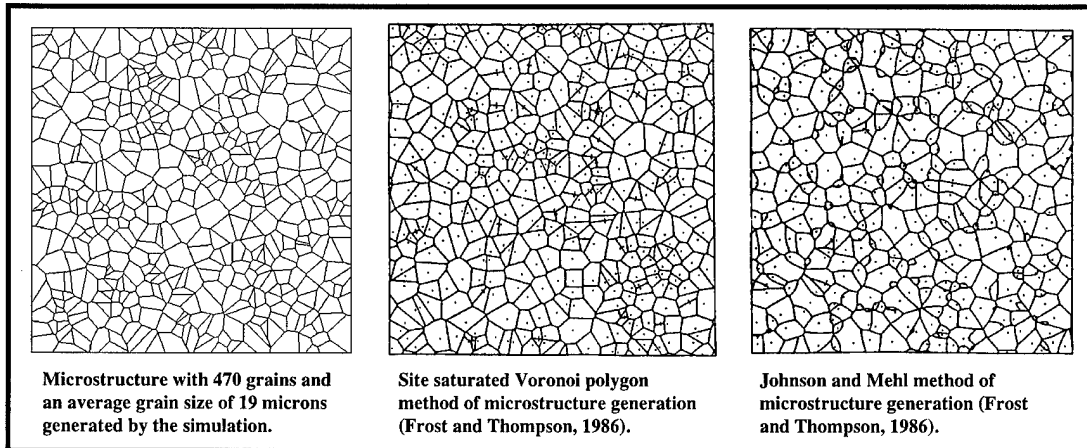 Microstructure with 470 grains and
an average grain size of 19 microns
generated by the simulation.
Site saturated Voronoi polygon
method of microstructure generation
(Frost and Thompson, 1986).
Johnson and Mehl method of
microstructure generation (Frost
and Thompson, 1986).